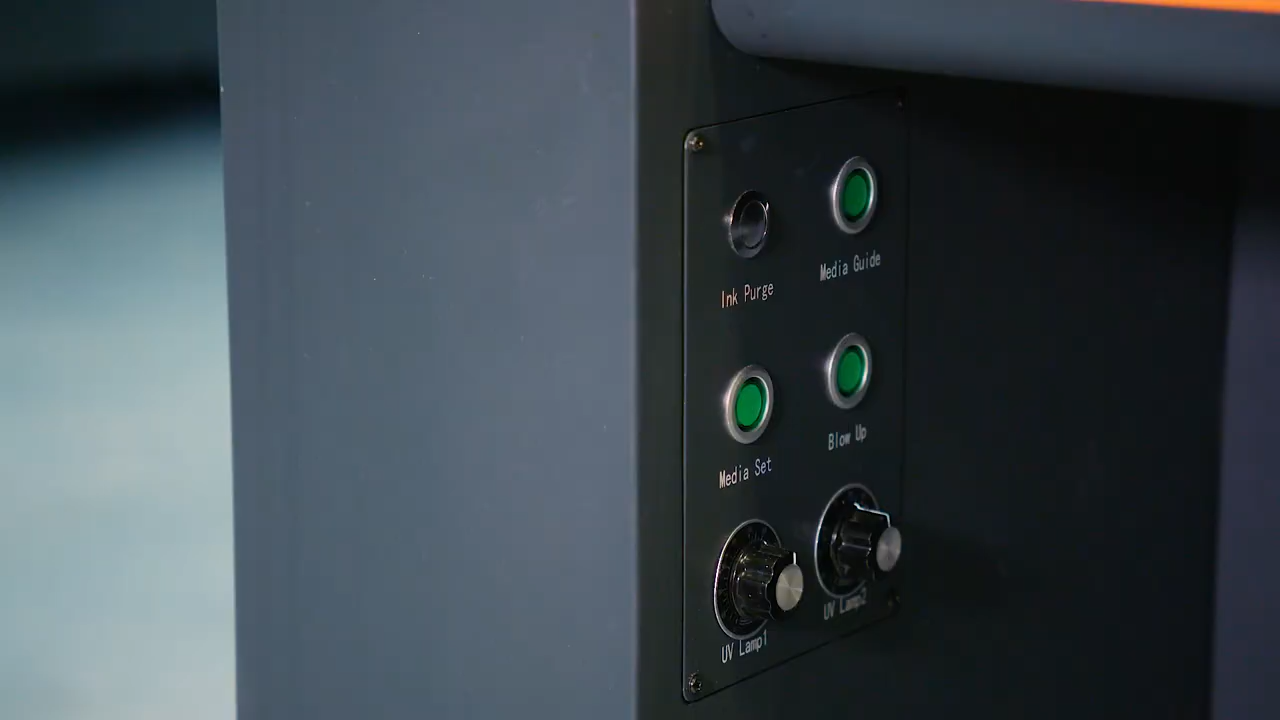 Ink Purge
Media Guide
Media Set
Blow Up
UV Lamp1
UV Lamp2